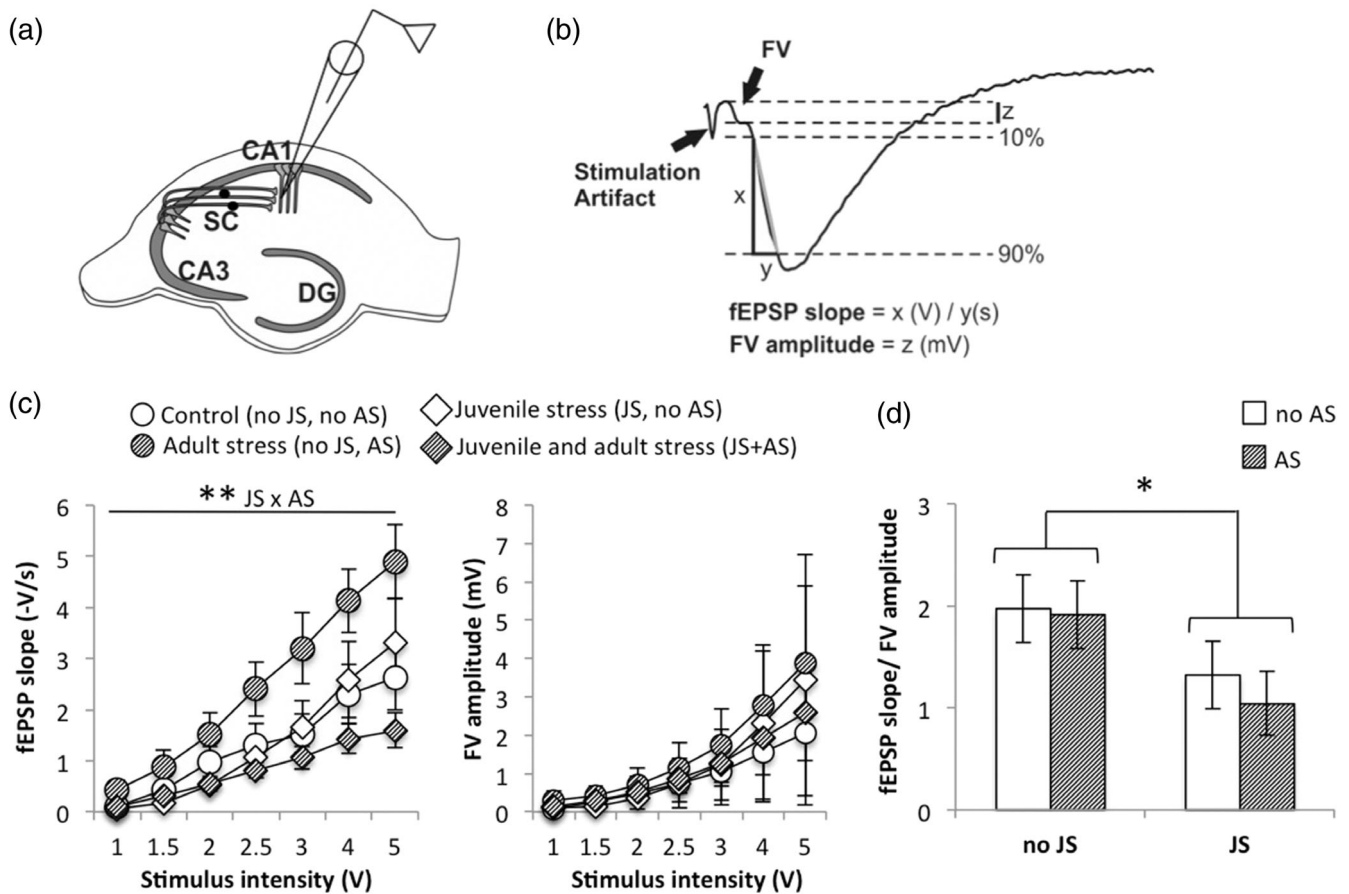 (a)
CA1
SC
CA3
DG
(b)
FV
Stimulation
Artifact
z
10%
x
90%
y
fEPSP slope = x (V) / y(s)
FV amplitude = z (mV)
(c)
Control (no JS, no AS)
Juvenile stress (JS, no AS)
Adult stress (no JS, AS)
Juvenile and adult stress (JS+AS)
** JS x AS
fEPSP slope (-V/s)
6
5
4
3
2
1
0
1 1.5 2 2.5 3 4 5
Stimulus intensity (V)
FV amplitude (mV)
8
7
6
5
4
3
2
1
0
1 1.5 2 2.5 3 4 5
Stimulus intensity (V)
(d)
no AS
AS
*
fEPSP slope/ FV amplitude
3
2
1
0
no JS JS